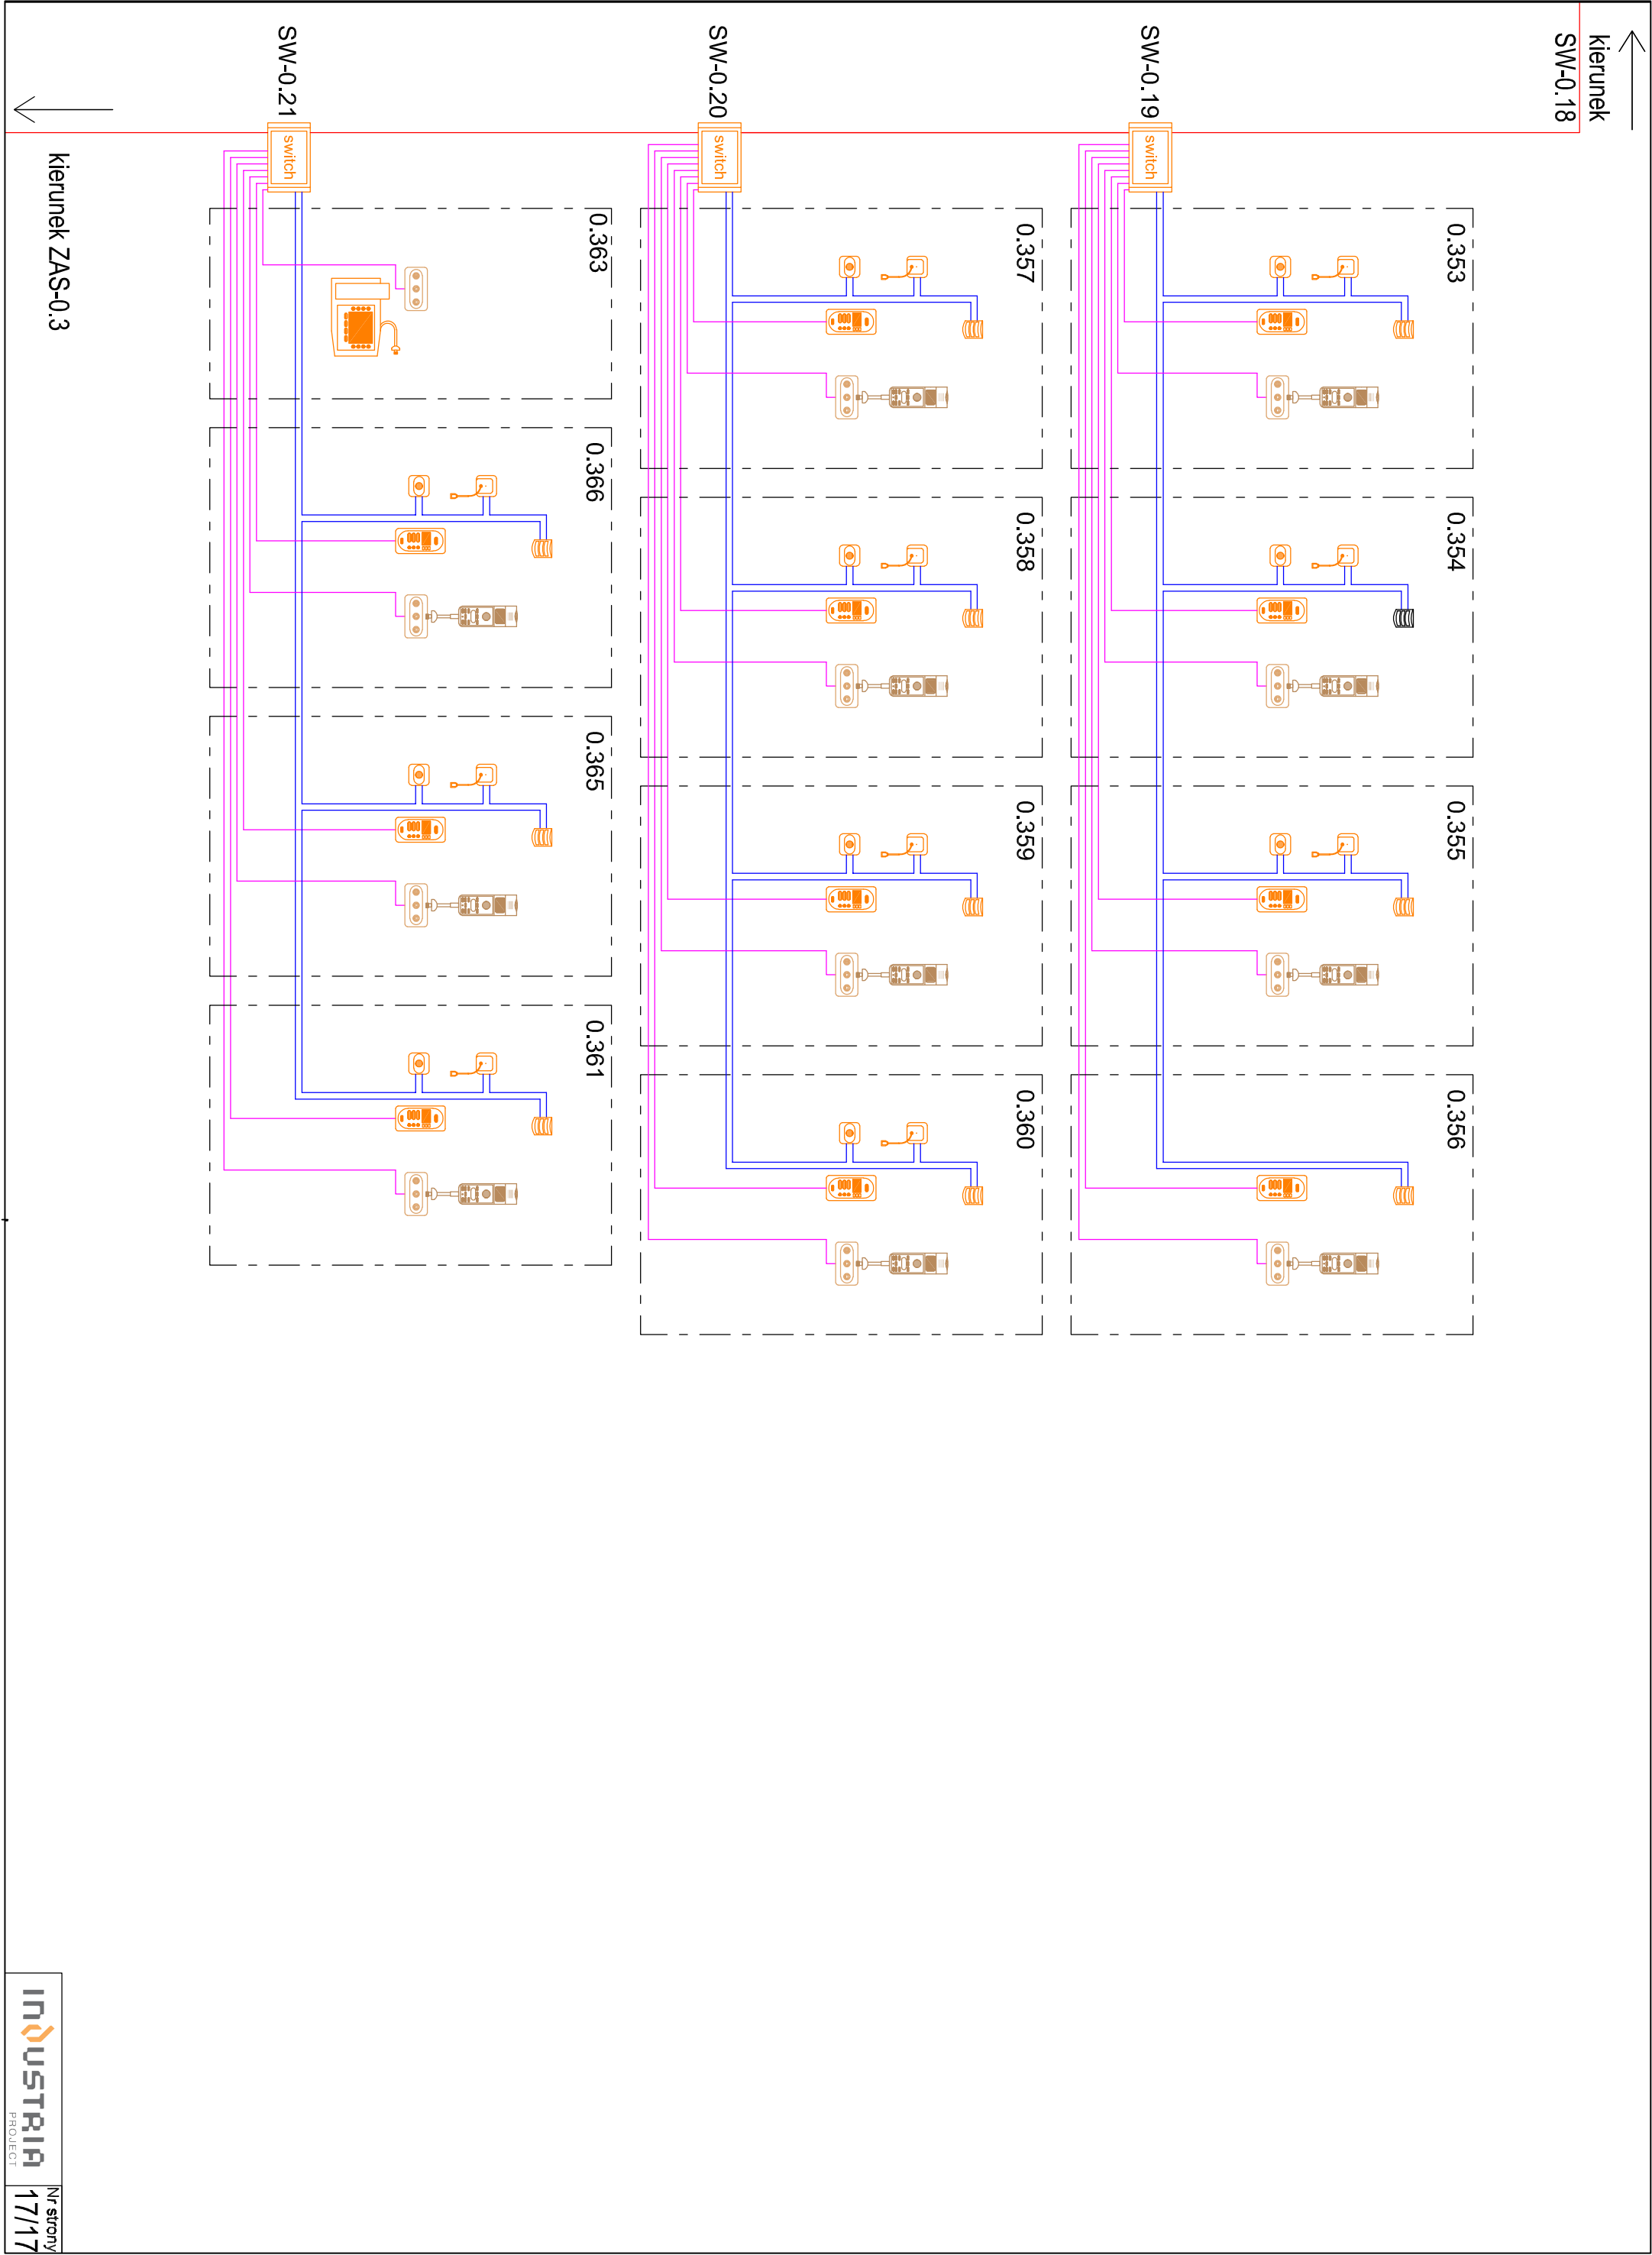 kierunek
SW-0.18
SW-0.19
switch
0.353
0.354
0.355
0.356
SW-0.20
switch
0.357
0.358
0.359
0.360
SW-0.21
switch
0.363
0.366
0.365
0.361
kierunek ZAS-0.3
INDUSTRIA
PROJECT
Nr strony
17/17